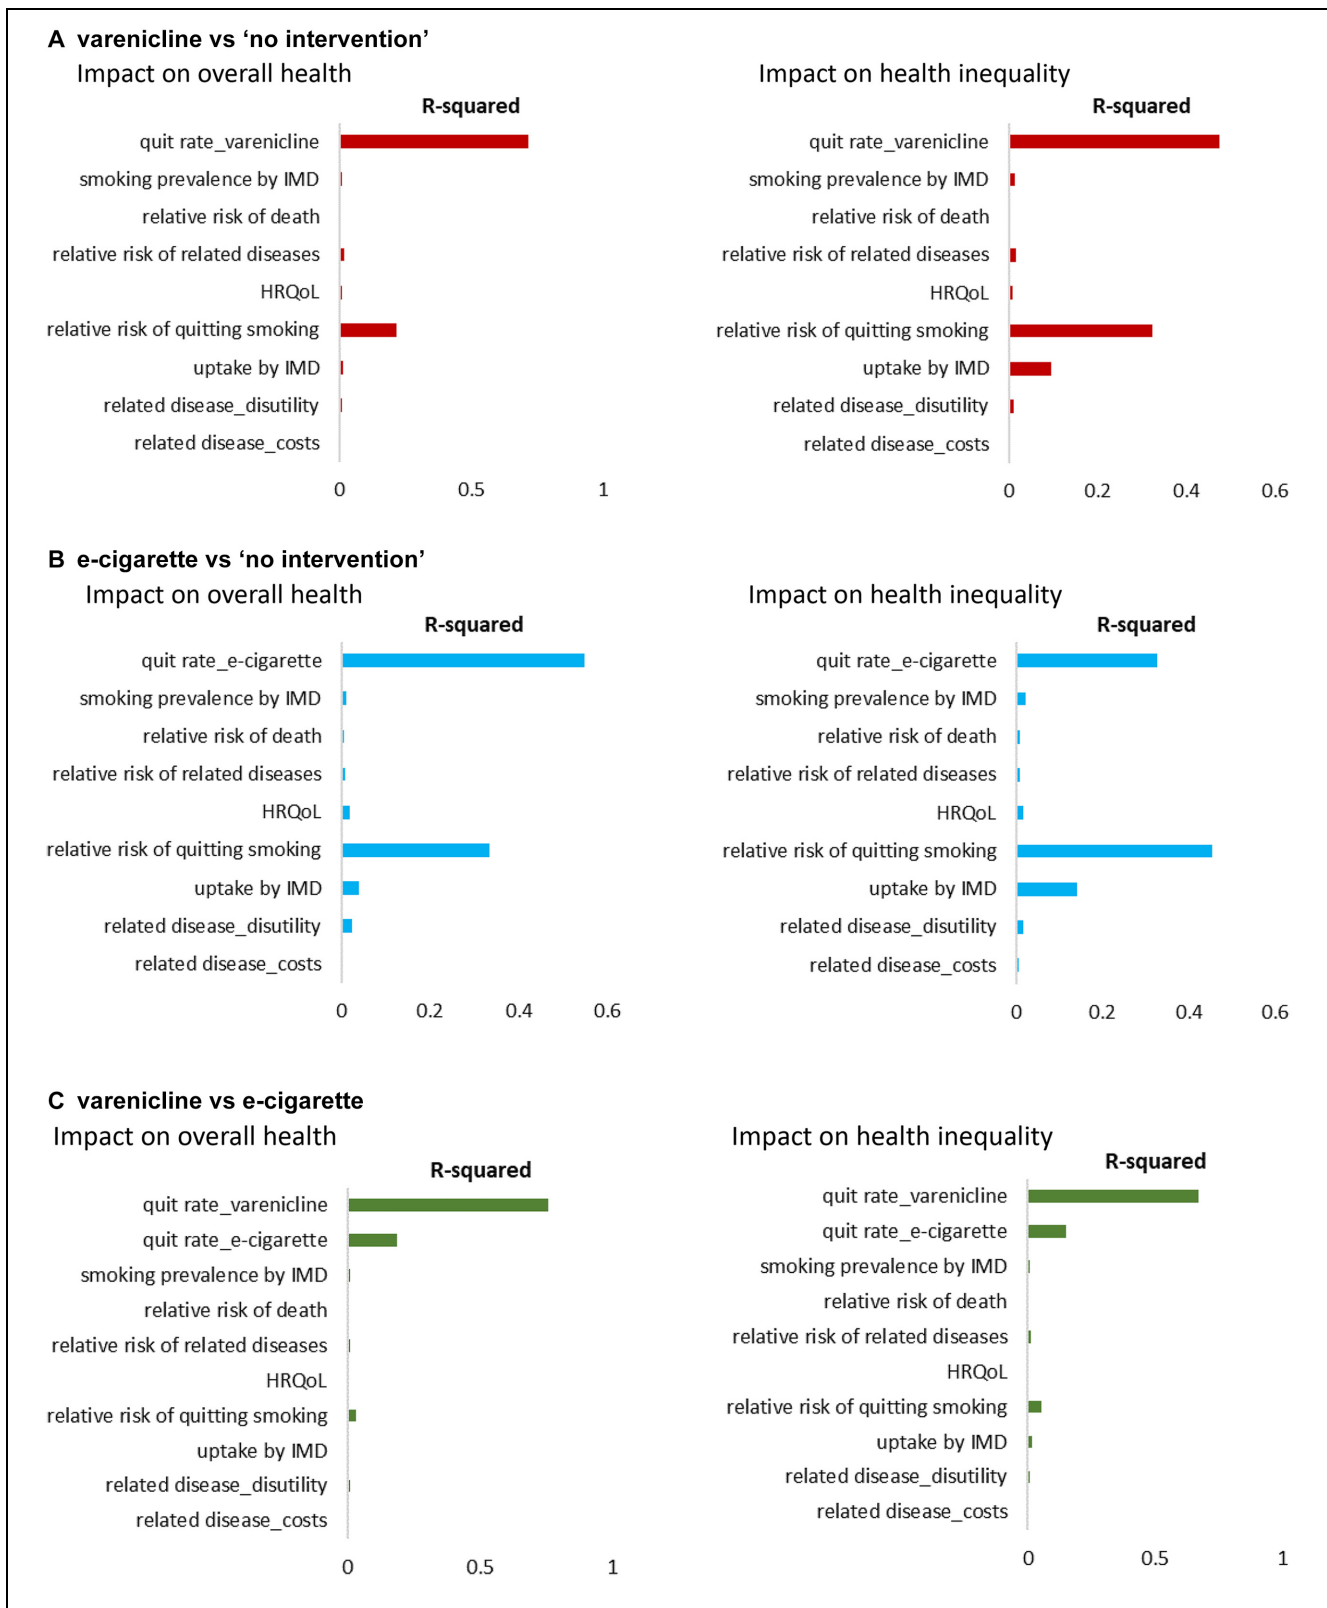 A varenicline vs ‘no intervention’
Impact on overall health
R-squared
quit rate_varenicline
smoking prevalence by IMD
relative risk of death
relative risk of related diseases
HRQoL
relative risk of quitting smoking
uptake by IMD
related disease_disutility
related disease_costs
0 0.5 1
Impact on health inequality
R-squared
quit rate_varenicline
smoking prevalence by IMD
relative risk of death
relative risk of related diseases
HRQoL
relative risk of quitting smoking
uptake by IMD
related disease_disutility
related disease_costs
0 0.2 0.4 0.6
B e-cigarette vs ‘no intervention’
Impact on overall health
R-squared
quit rate_e-cigarette
smoking prevalence by IMD
relative risk of death
relative risk of related diseases
HRQoL
relative risk of quitting smoking
uptake by IMD
related disease_disutility
related disease_costs
0 0.2 0.4 0.6
Impact on health inequality
R-squared
quit rate_e-cigarette
smoking prevalence by IMD
relative risk of death
relative risk of related diseases
HRQoL
relative risk of quitting smoking
uptake by IMD
related disease_disutility
related disease_costs
0 0.2 0.4 0.6
C varenicline vs e-cigarette
Impact on overall health
R-squared
quit rate_varenicline
quit rate_e-cigarette
smoking prevalence by IMD
relative risk of death
relative risk of related diseases
HRQoL
relative risk of quitting smoking
uptake by IMD
related disease_disutility
related disease_costs
0 0.5 1
Impact on health inequality
R-squared
quit rate_varenicline
quit rate_e-cigarette
smoking prevalence by IMD
relative risk of death
relative risk of related diseases
HRQoL
relative risk of quitting smoking
uptake by IMD
related disease_disutility
related disease_costs
0 0.5 1